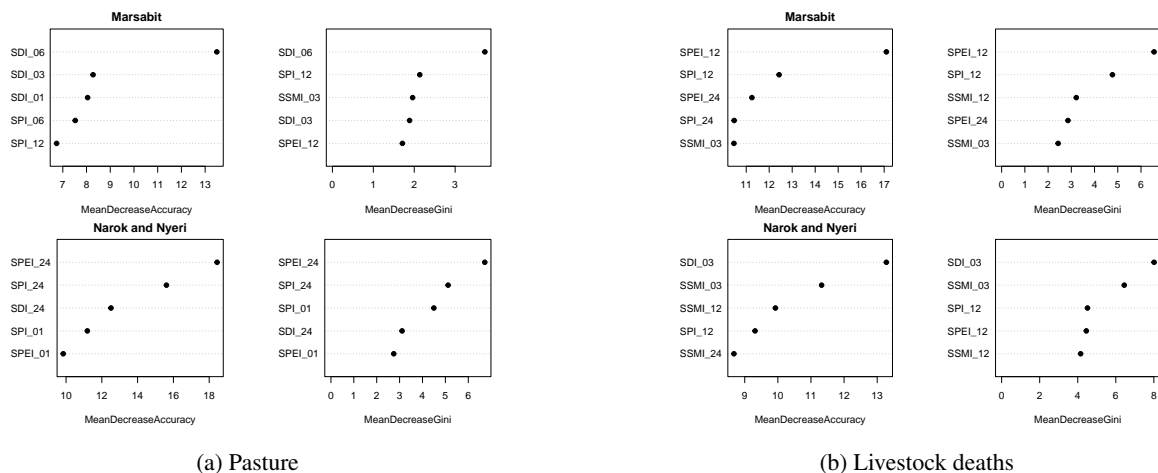 Marsabit
SDI_06
SDI_03
SDI_01
SPI_06
SPI_12
7 8 9 10 11 12 13
MeanDecreaseAccuracy
SDI_06
SPI_12
SSMI_03
SDI_03
SPEI_12
0 1 2 3
MeanDecreaseGini
Narok and Nyeri
SPEI_24
SPI_24
SDI_24
SPI_01
SPEI_01
10 12 14 16 18
MeanDecreaseAccuracy
SPEI_24
SPI_24
SPI_01
SDI_24
SPEI_01
0 1 2 3 4 5 6
MeanDecreaseGini
(a) Pasture
Marsabit
SPEI_12
SPI_12
SPEI_24
SPI_24
SSMI_03
11 12 13 14 15 16 17
MeanDecreaseAccuracy
SPEI_12
SPI_12
SSMI_12
SPEI_24
SSMI_03
0 1 2 3 4 5 6
MeanDecreaseGini
Narok and Nyeri
SDI_03
SSMI_03
SSMI_12
SPI_12
SSMI_24
9 10 11 12 13
MeanDecreaseAccuracy
SDI_03
SSMI_03
SPI_12
SPEI_12
SSMI_12
0 2 4 6 8
MeanDecreaseGini
(b) Livestock deaths